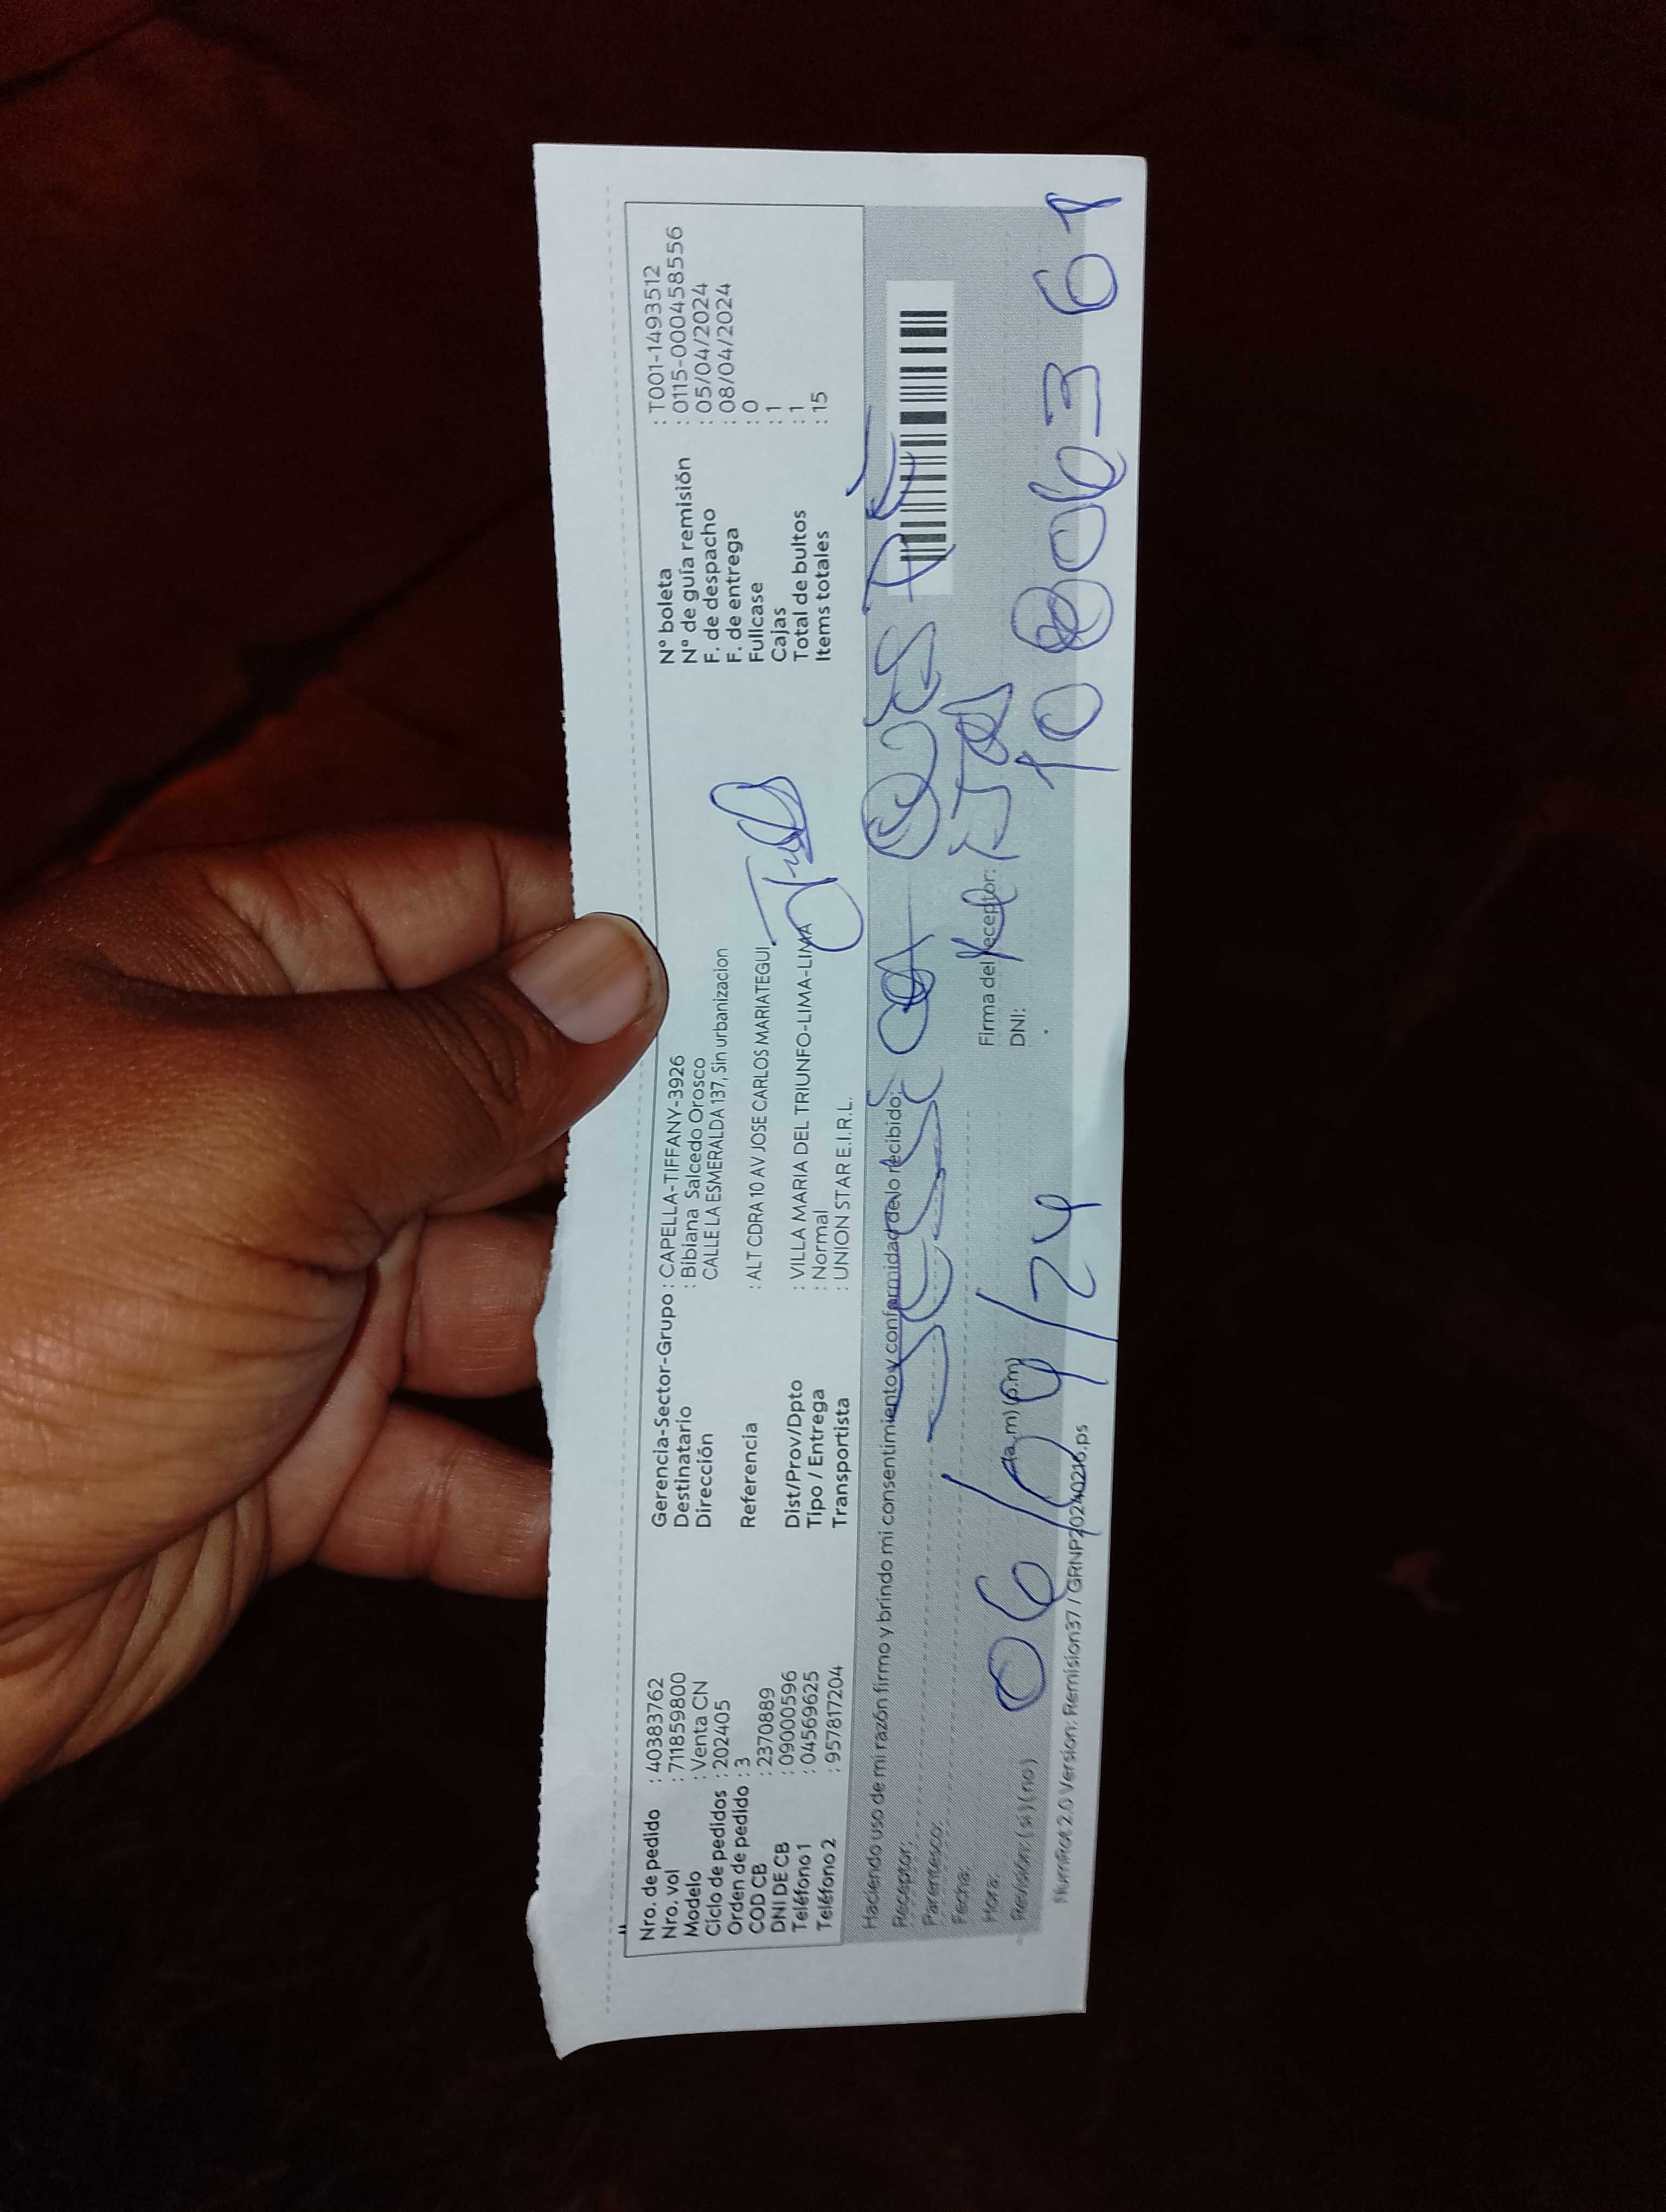 Nro. de pedido : 40383762
Nro. vol : 711859800
Modelo : Venta CN
Ciclo de pedidos : 202405
Orden de pedido : 3
COD CB : 2370889
DNI DE CB : 09000596
Teléfono 1 : 04569625
Teléfono 2 : 957817204
Gerencia-Sector-Grupo : CAPELLA-TIFFANY-3926
Destinatario : Bibiana Salcedo Orosco
Dirección CALLE LA ESMERALDA 137, Sin urbanizacion
Referencia : ALT CDRA 10 AV JOSE CARLOS MARIATEGUI
Dist/Prov/Dpto : VILLA MARIA DEL TRIUNFO-LIMA-LIMA
Tipo / Entrega : Normal
Transportista : UNION STAR E.I.R.L.
N° boleta : T001-1493512
N° de guía remisión : 0115-000458556
F. de despacho : 05/04/2024
F. de entrega : 08/04/2024
Fullcase : 0
Cajas : 1
Total de bultos : 1
Items totales : 15
Haciendo uso de mi razón firmo y brindo mi consentimiento y conformidad de lo recibido:
Receptor:
Parentesco:
Fecha: 06/04/24
Hora: (a.m) (p.m)
Revisión: (si) (no)
Firma del receptor:
DNI: 10806361
Version: Remision37 / GRNP20240216.ps